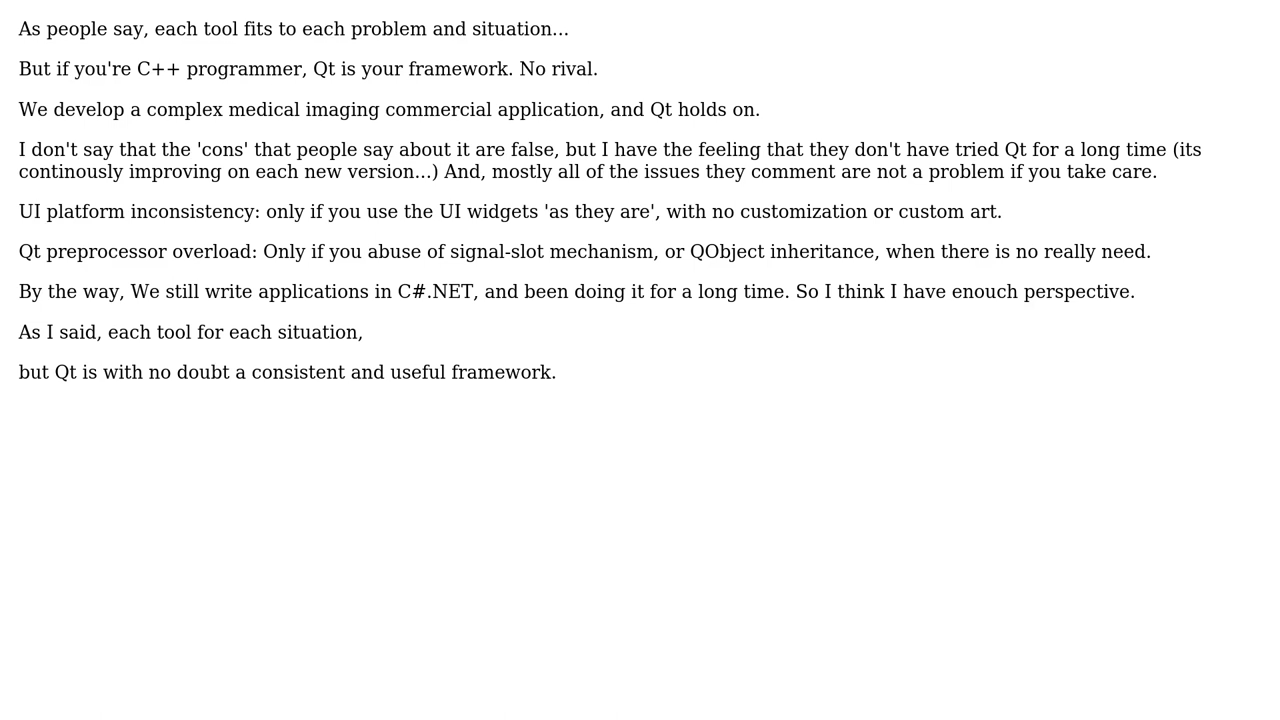 As people say, each tool fits to each problem and situation...
But if you're C++ programmer, Qt is your framework. No rival.
We develop a complex medical imaging commercial application, and Qt holds on.
I don't say that the 'cons' that people say about it are false, but I have the feeling that they don't have tried Qt for a long time (its
continously improving on each new version...) And, mostly all of the issues they comment are not a problem if you take care.
UI platform inconsistency: only if you use the UI widgets 'as they are', with no customization or custom art.
Qt preprocessor overload: Only if you abuse of signal-slot mechanism, or QObject inheritance, when there is no really need.
By the way, We still write applications in C#.NET, and been doing it for a long time. So I think I have enouch perspective.
As I said, each tool for each situation,
but Qt is with no doubt a consistent and useful framework.